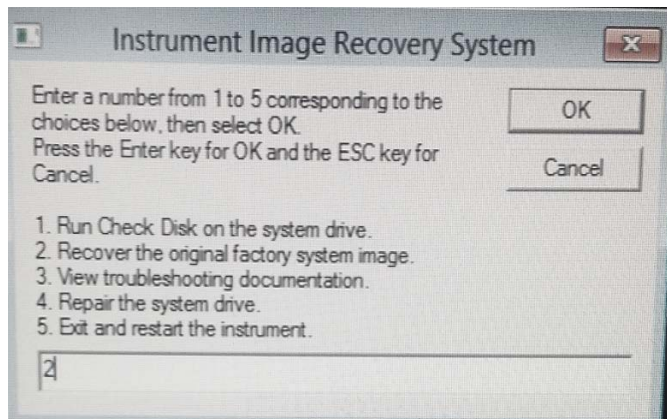 Instrument Image Recovery System
Enter a number from 1 to 5 corresponding to the
choices below, then select OK.
Press the Enter key for OK and the ESC key for
Cancel.
OK
Cancel
1. Run Check Disk on the system drive.
2. Recover the original factory system image.
3. View troubleshooting documentation.
4. Repair the system drive.
5. Exit and restart the instrument.
2